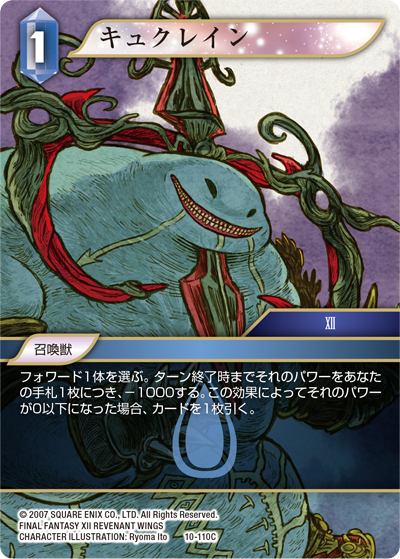 1
キュクレイン
XII
召喚獣
フォワード1体を選ぶ。ターン終了時までそれのパワーをあなた
の手札1枚につき、−1000する。この効果によってそれのパワー
が0以下になった場合、カードを1枚引く。
© 2007 SQUARE ENIX CO., LTD. All Rights Reserved.
FINAL FANTASY XII REVENANT WINGS
CHARACTER ILLUSTRATION: Ryoma Ito
10-110C